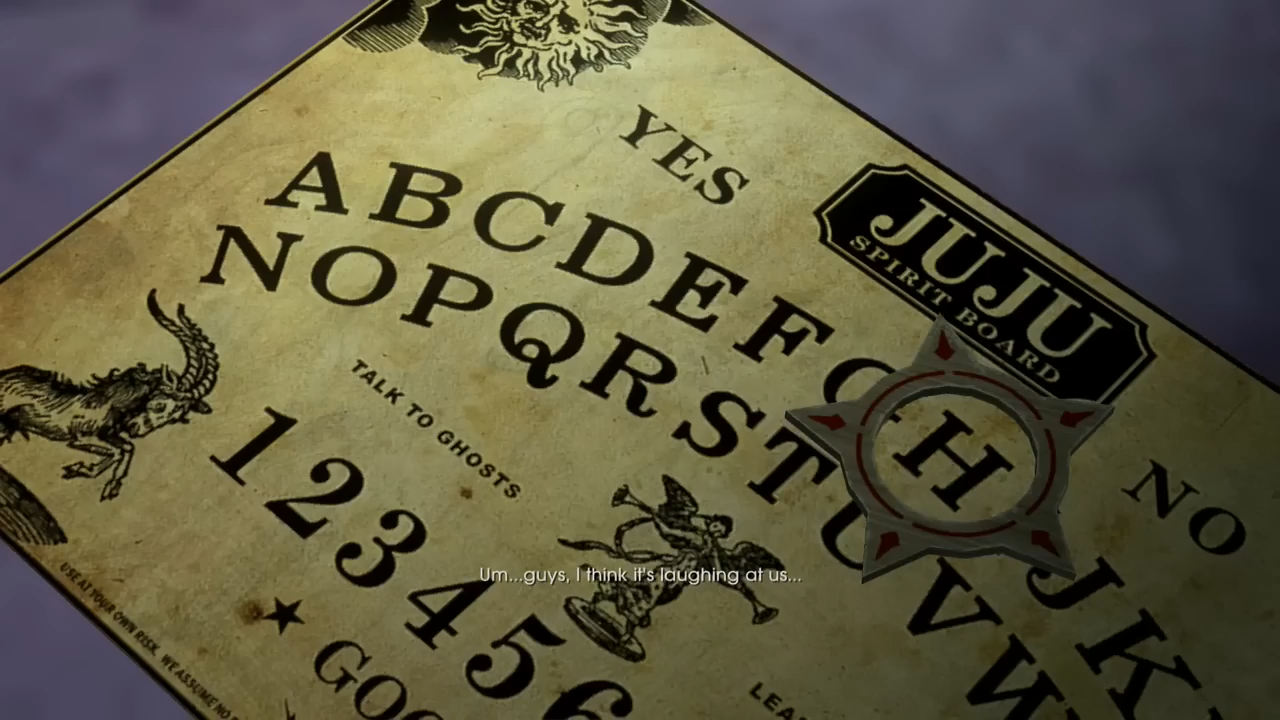 YES
JUJU
SPIRIT BOARD
ABCDEFG H JK
NO
NOPQRSTUVW
TALK TO GHOSTS
123456
Um...guys, I think it's laughing at us...
USE AT YOUR OWN RISK. WE ASSUME NO